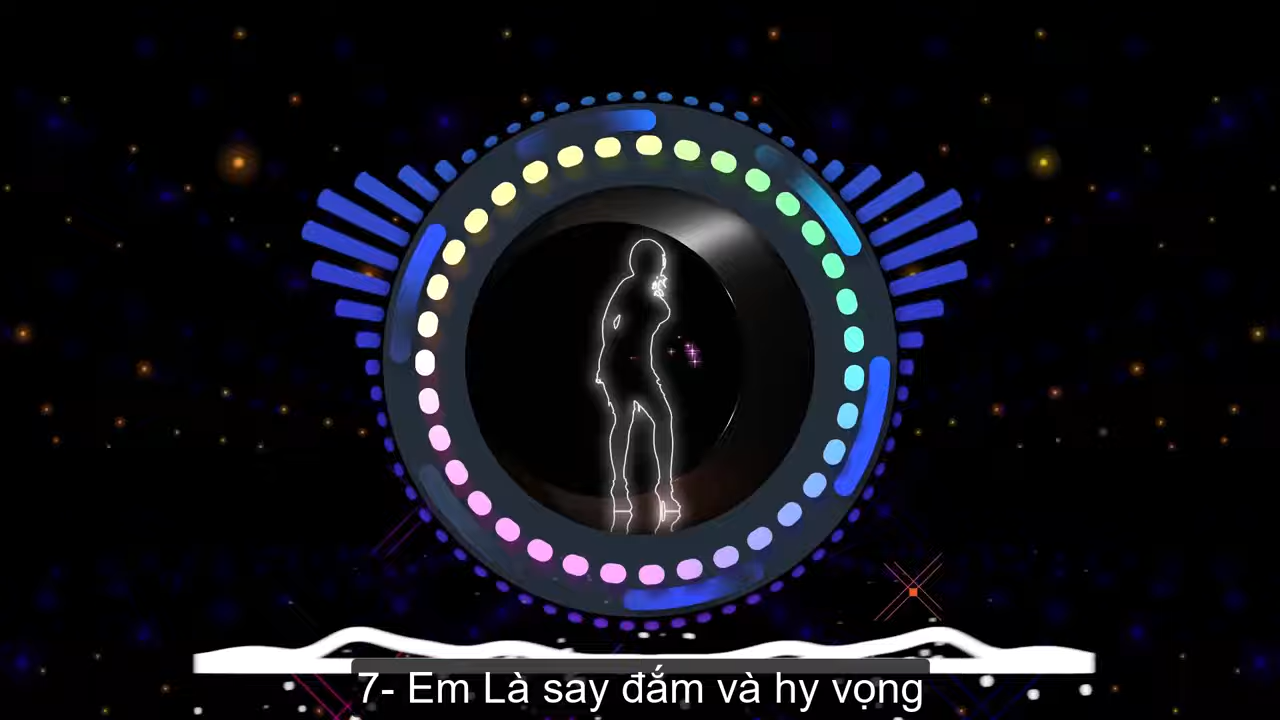 7- Em Là say đắm và hy vọng